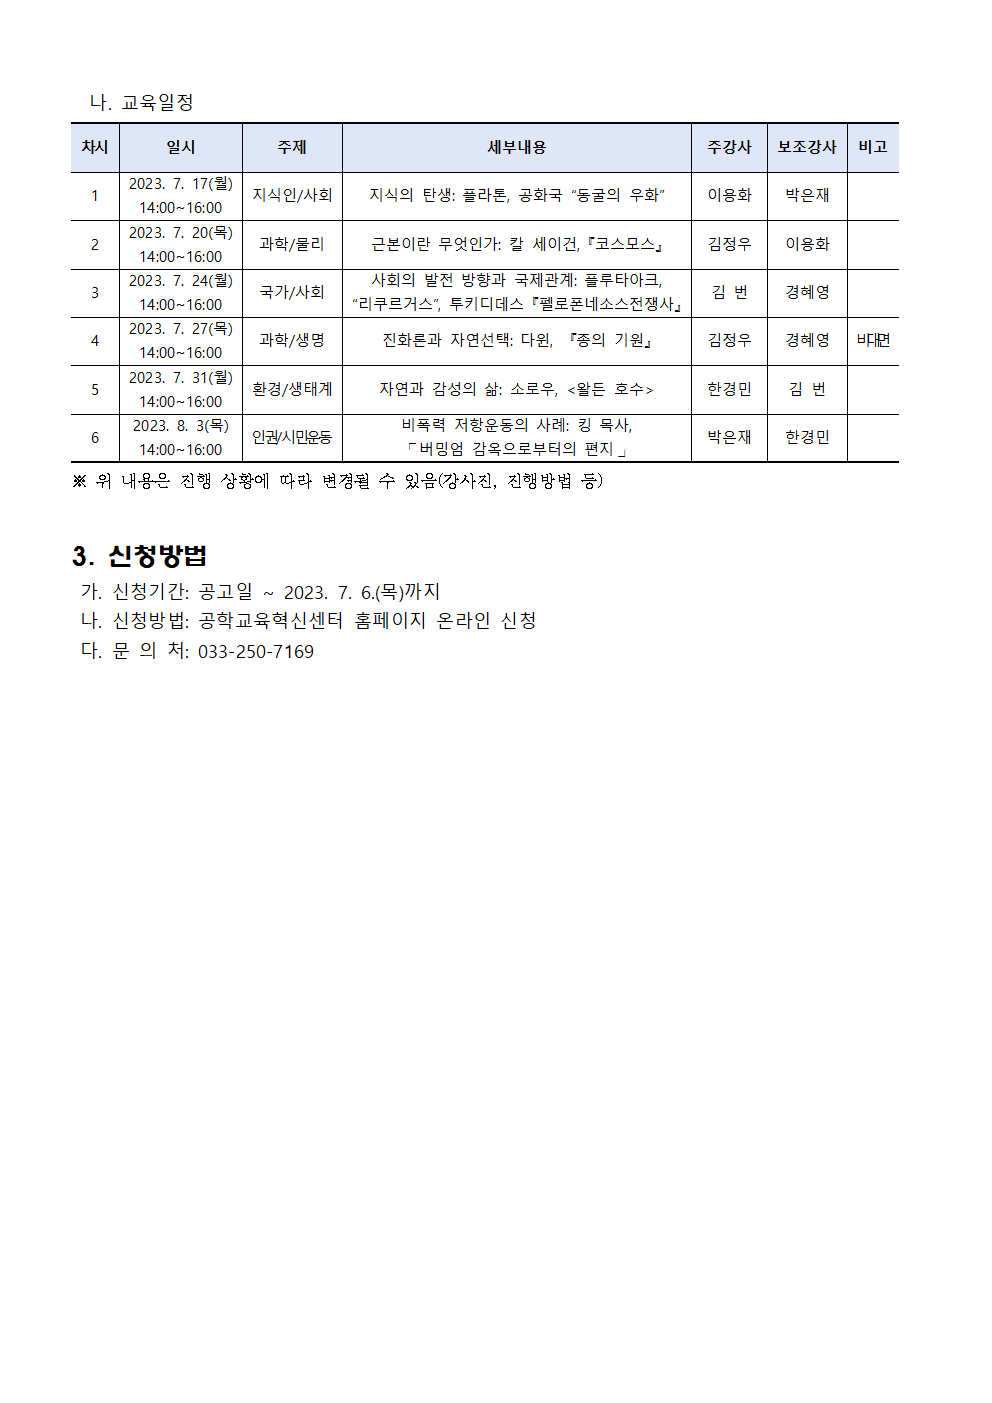 나. 교육일정
차시 일시 주제 세부내용 주강사 보조강사 비고
1 2023. 7. 17(월) 14:00~16:00 지식인/사회 지식의 탄생: 플라톤, 공화국 “동굴의 우화” 이용화 박은재
2 2023. 7. 20(목) 14:00~16:00 과학/물리 근본이란 무엇인가: 칼 세이건,『코스모스』 김정우 이용화
3 2023. 7. 24(월) 14:00~16:00 국가/사회 사회의 발전 방향과 국제관계: 플루타아크, “리쿠르거스”, 투키디데스『펠로폰네소스전쟁사』 김 번 경혜영
4 2023. 7. 27(목) 14:00~16:00 과학/생명 진화론과 자연선택: 다윈, 『종의 기원』 김정우 경혜영 비대면
5 2023. 7. 31(월) 14:00~16:00 환경/생태계 자연과 감성의 삶: 소로우, <왈든 호수> 한경민 김 번
6 2023. 8. 3(목) 14:00~16:00 인권/시민운동 비폭력 저항운동의 사례: 킹 목사, 「버밍엄 감옥으로부터의 편지」 박은재 한경민
※ 위 내용은 진행 상황에 따라 변경될 수 있음(강사진, 진행방법 등)
3. 신청방법
가. 신청기간: 공고일 ~ 2023. 7. 6.(목)까지
나. 신청방법: 공학교육혁신센터 홈페이지 온라인 신청
다. 문 의 처: 033-250-7169